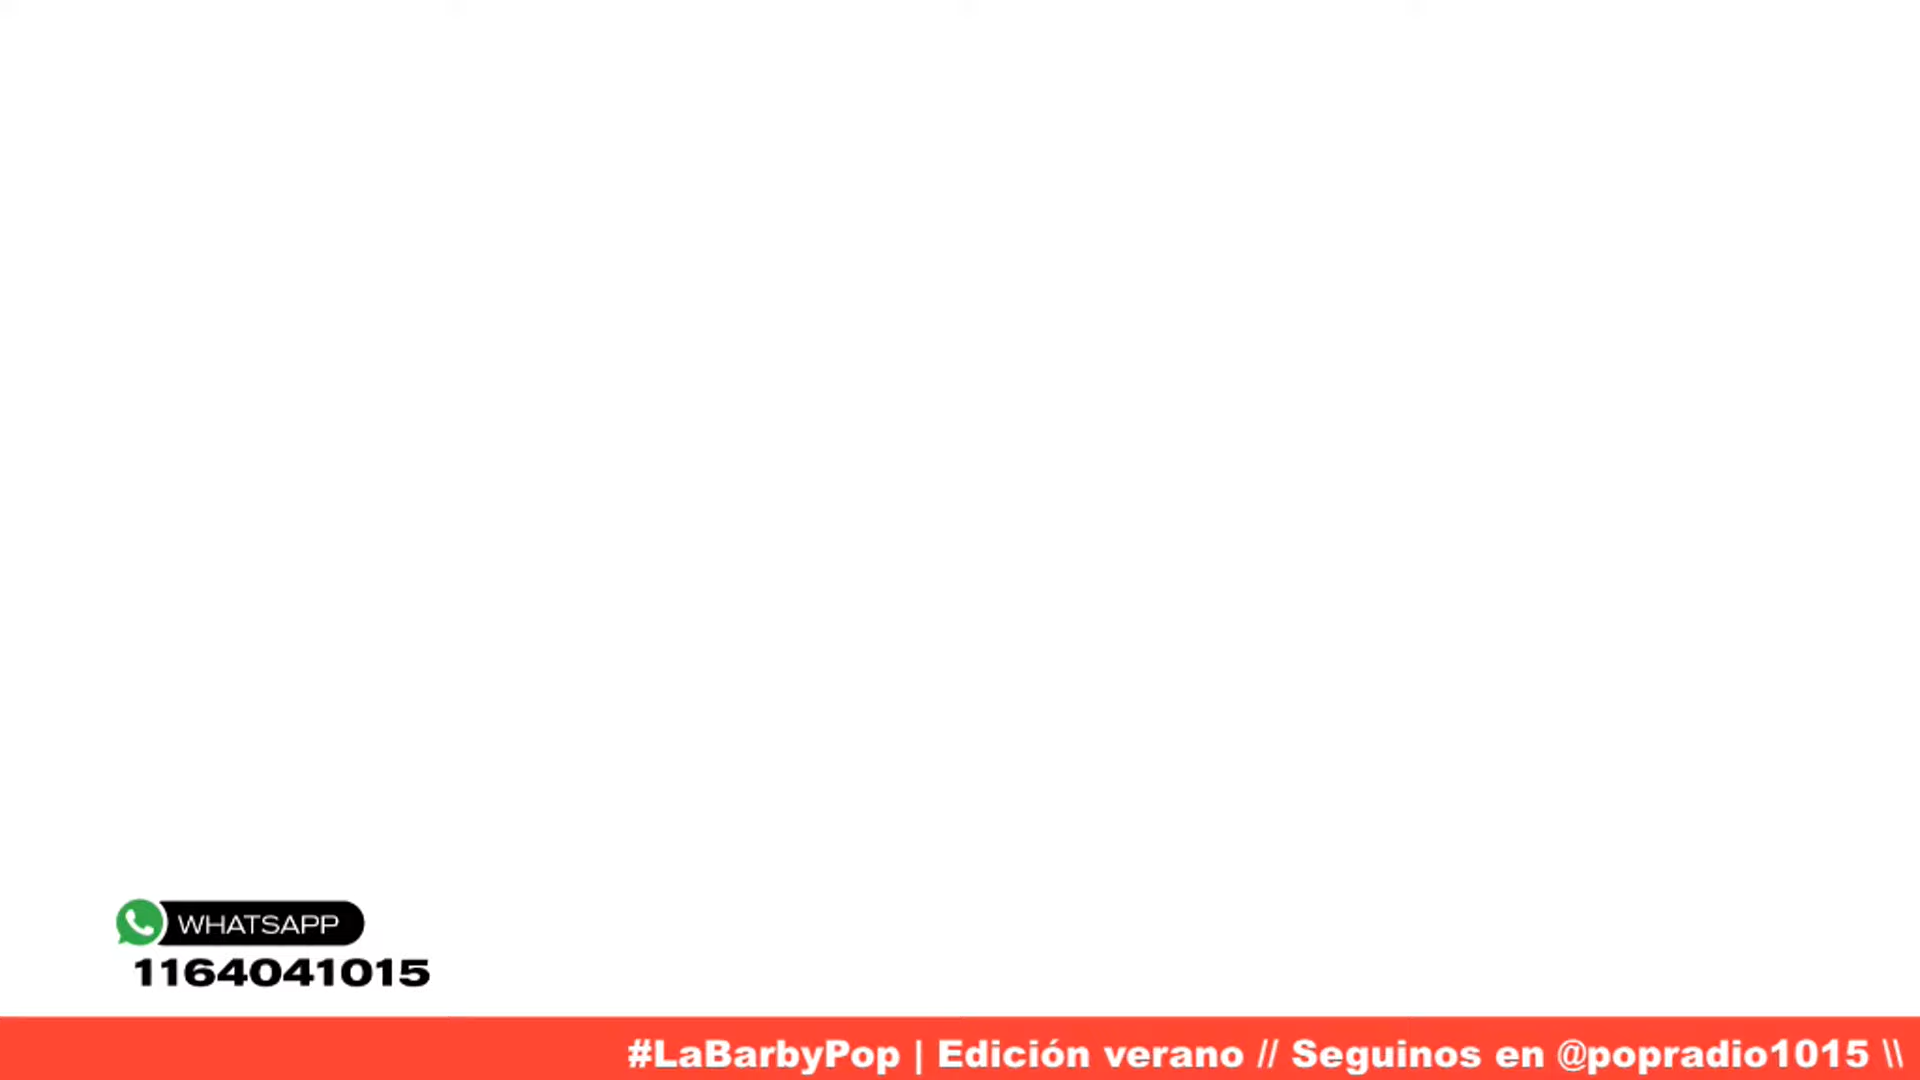 WHATSAPP
1164041015
#LaBarbyPop | Edición verano // Seguinos en @popradio1015 \\